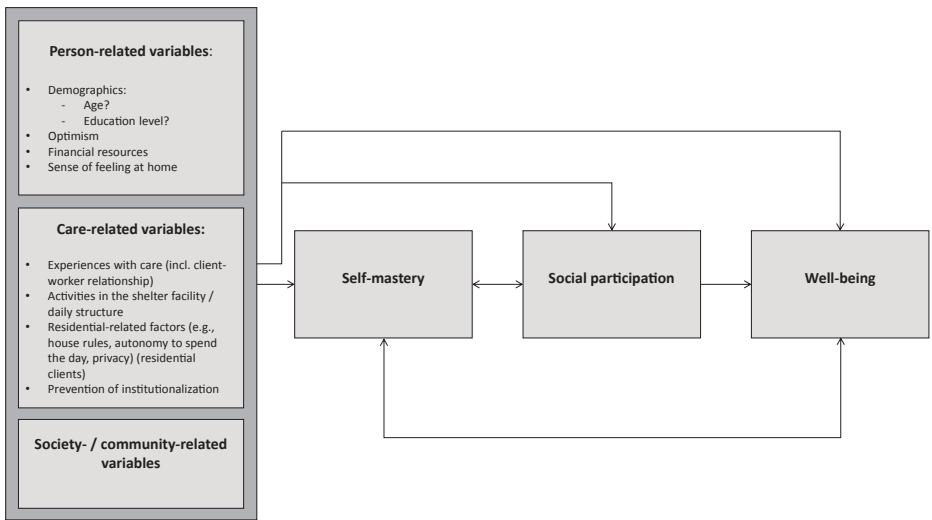 Person-related variables:
• Demographics:
- Age?
- Education level?
• Optimism
• Financial resources
• Sense of feeling at home
Care-related variables:
• Experiences with care (incl. client-
worker relationship)
• Activities in the shelter facility /
daily structure
• Residential-related factors (e.g.,
house rules, autonomy to spend
the day, privacy) (residential
clients)
• Prevention of institutionalization
Society- / community-related
variables
Self-mastery
Social participation
Well-being